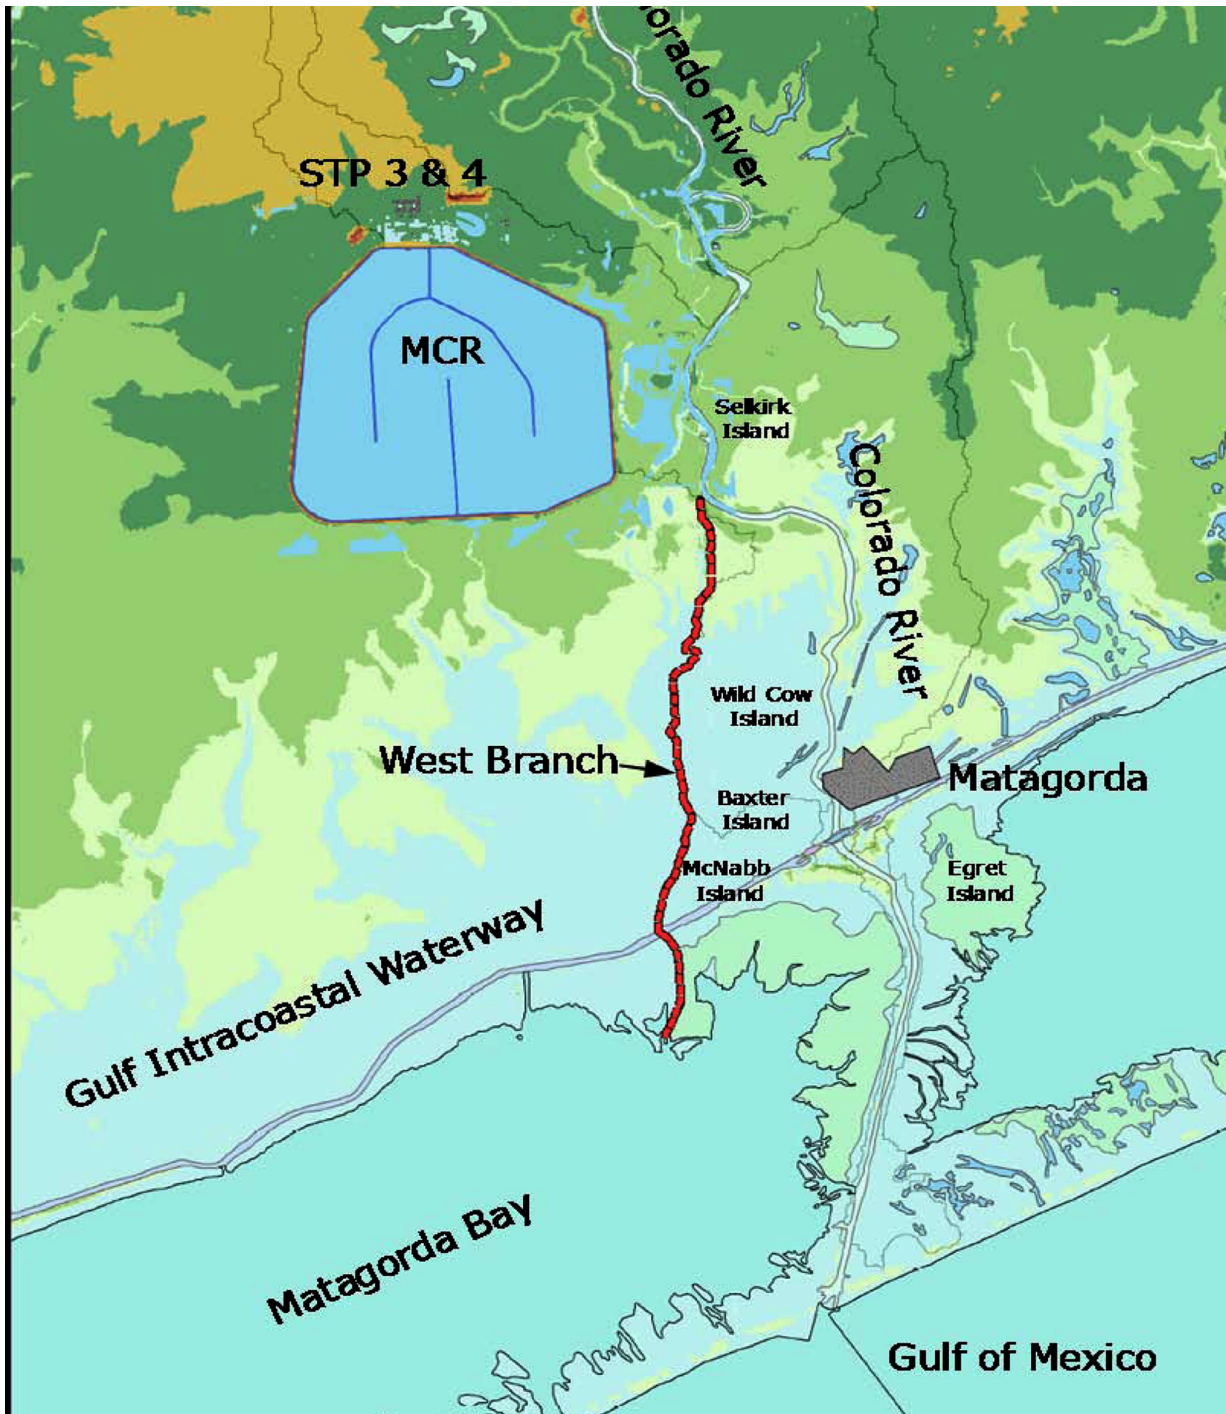 lorado River
STP 3 & 4
MCR
Selkirk
Island
Colorado River
Wild Cow
Island
West Branch
Matagorda
Baxter
Island
McNabb
Island
Egret
Island
Gulf Intracoastal Waterway
Matagorda Bay
Gulf of Mexico